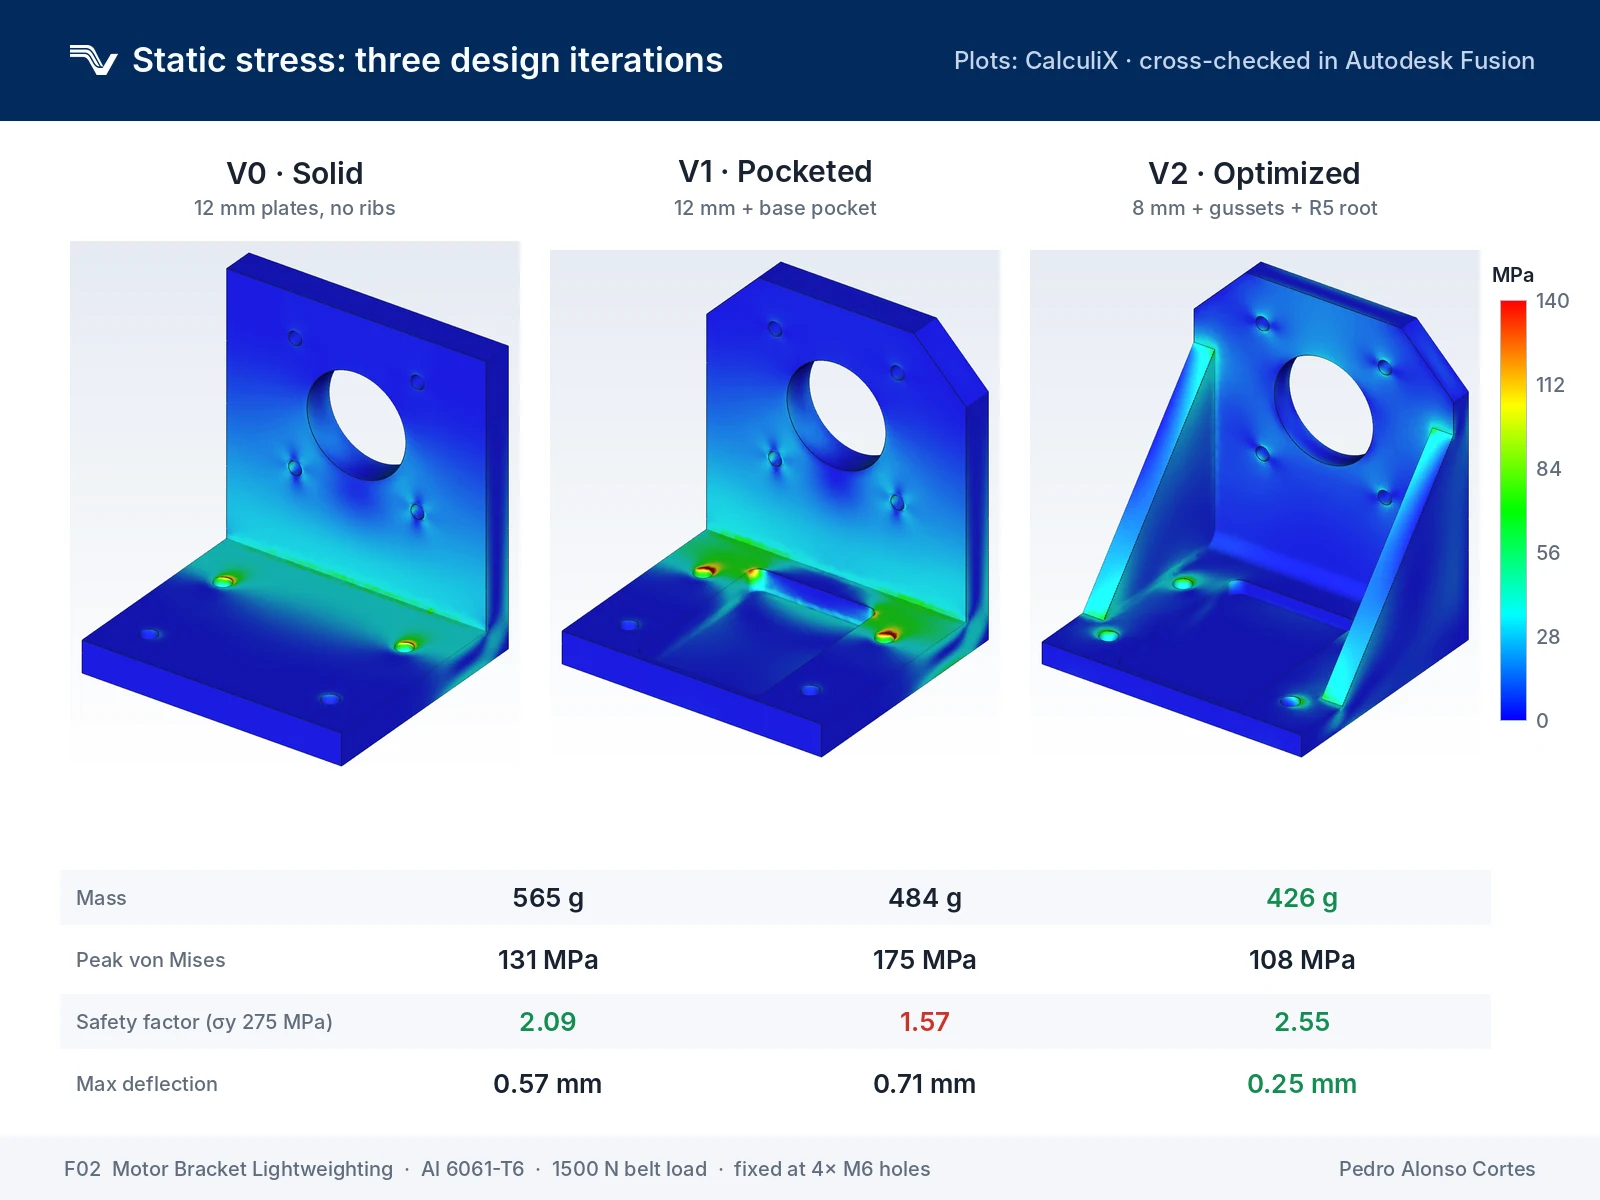 Static stress: three design iterations
Plots: CalculiX · cross-checked in Autodesk Fusion
V0 · Solid
12 mm plates, no ribs
V1 · Pocketed
12 mm + base pocket
V2 · Optimized
8 mm + gussets + R5 root
MPa
140
112
84
56
28
0
Mass 565 g 484 g 426 g
Peak von Mises 131 MPa 175 MPa 108 MPa
Safety factor (σy 275 MPa) 2.09 1.57 2.55
Max deflection 0.57 mm 0.71 mm 0.25 mm
F02 Motor Bracket Lightweighting · Al 6061-T6 · 1500 N belt load · fixed at 4× M6 holes
Pedro Alonso Cortes